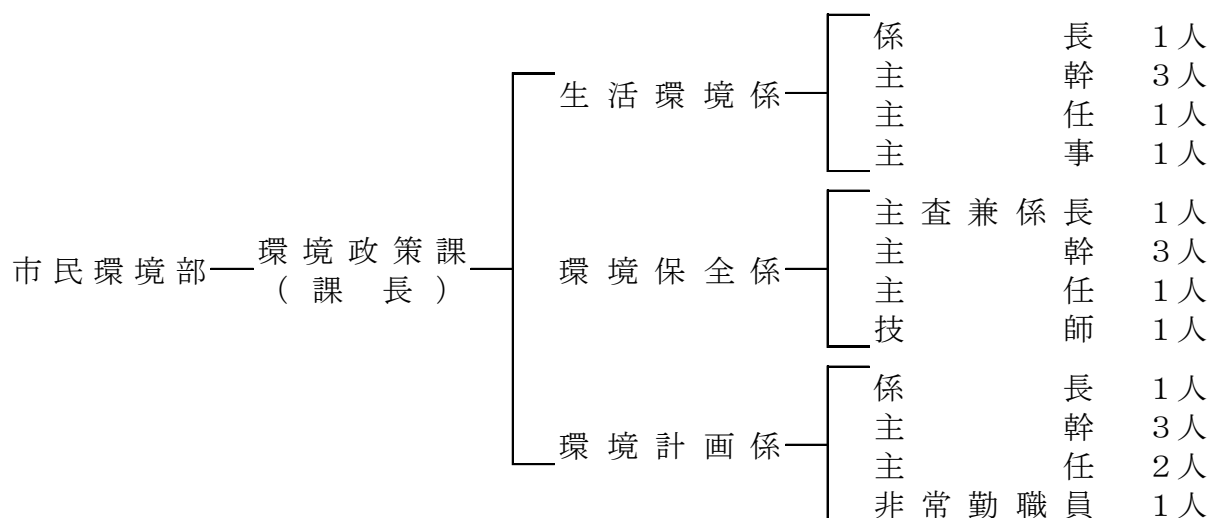 市民環境部
環境政策課
(課長)
生活環境係
係長 1人
主幹 3人
主任 1人
主事 1人
環境保全係
主査兼係長 1人
主幹 3人
主任 1人
技師 1人
環境計画係
係長 1人
主幹 3人
主任 2人
非常勤職員 1人